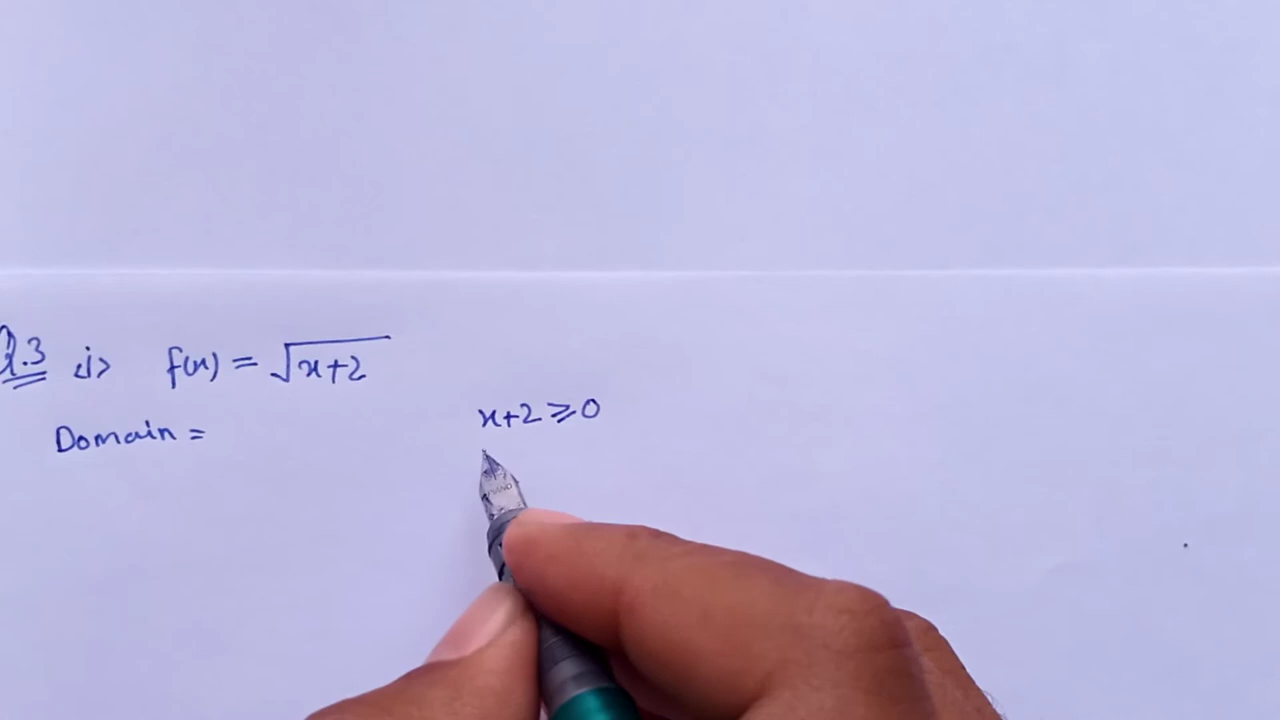 Q.3 <i> f(x) = √x+2
x+2 ≥ 0
Domain =